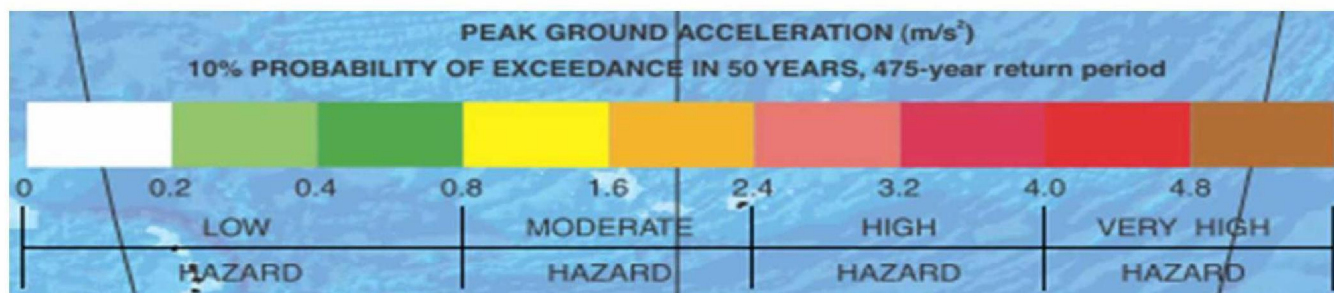 PEAK GROUND ACCELERATION (m/s²)
10% PROBABILITY OF EXCEEDANCE IN 50 YEARS, 475-year return period
0 0.2 0.4 0.8 1.6 2.4 3.2 4.0 4.8
LOW MODERATE HIGH VERY HIGH
HAZARD HAZARD HAZARD HAZARD